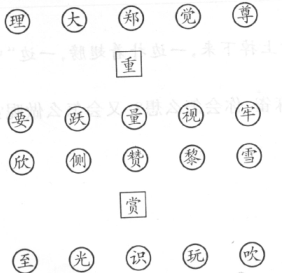 理 大 郑 觉 尊
重
要 跃 量 视 牢
欣 侧 赞 黎 雪
赏
至 光 识 玩 吹